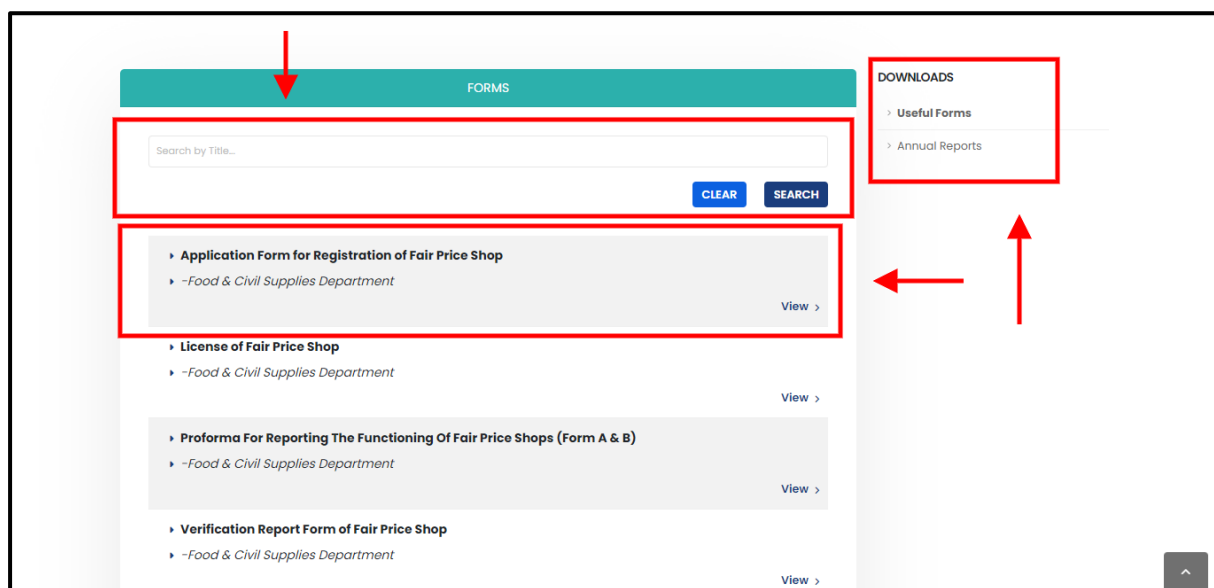 FORMS
Search by Title...
CLEAR
SEARCH
Application Form for Registration of Fair Price Shop
-Food & Civil Supplies Department
View >
License of Fair Price Shop
-Food & Civil Supplies Department
View >
Proforma For Reporting The Functioning Of Fair Price Shops (Form A & B)
-Food & Civil Supplies Department
View >
Verification Report Form of Fair Price Shop
-Food & Civil Supplies Department
View >
DOWNLOADS
> Useful Forms
> Annual Reports